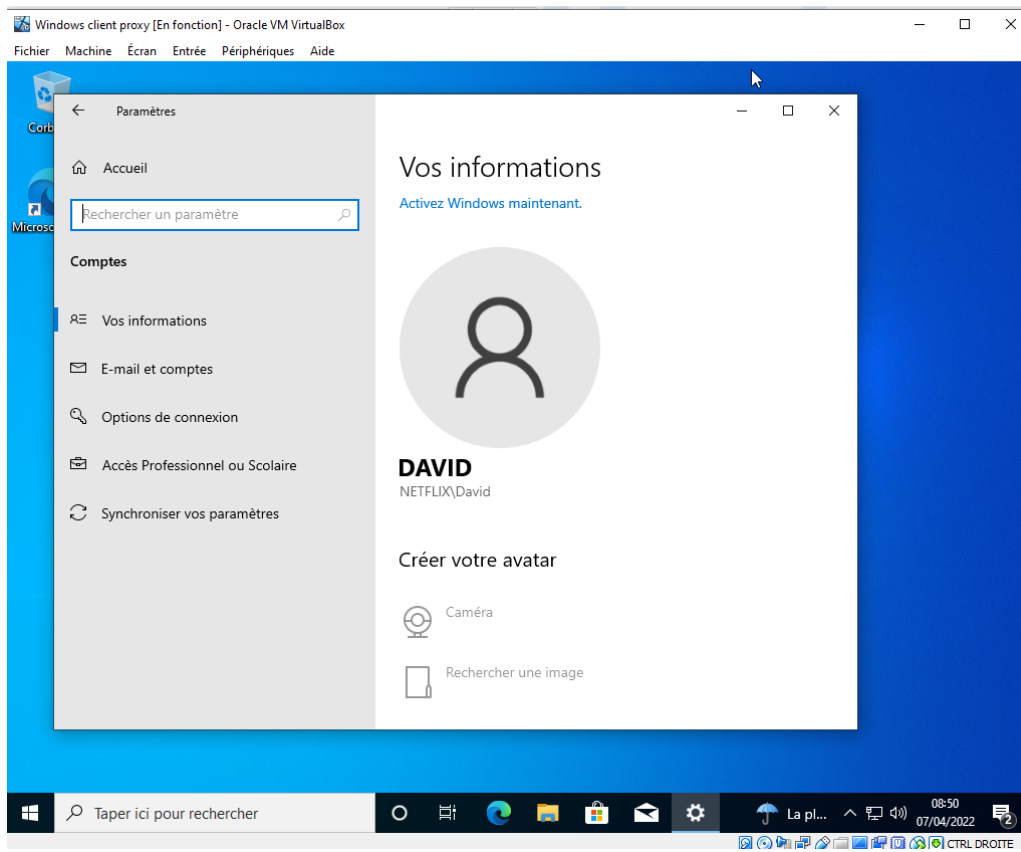 Windows client proxy [En fonction] - Oracle VM VirtualBox
Fichier Machine Écran Entrée Périphériques Aide
Corb
Microso
Paramètres
Accueil
Rechercher un paramètre
Comptes
Vos informations
E-mail et comptes
Options de connexion
Accès Professionnel ou Scolaire
Synchroniser vos paramètres
Vos informations
Activez Windows maintenant.
DAVID
NETFLIX\David
Créer votre avatar
Caméra
Rechercher une image
Taper ici pour rechercher
La pl...
08:50
07/04/2022
2
CTRL DROITE